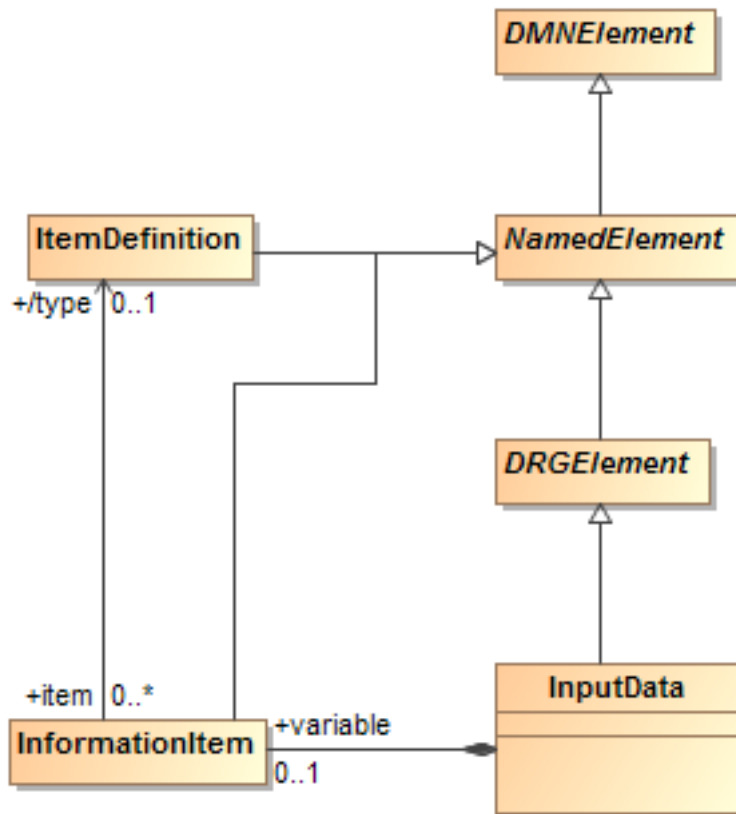 DMNElement
ItemDefinition
NamedElement
+/type 0..1
DRGElement
+item 0..*
InputData
InformationItem
+variable
0..1